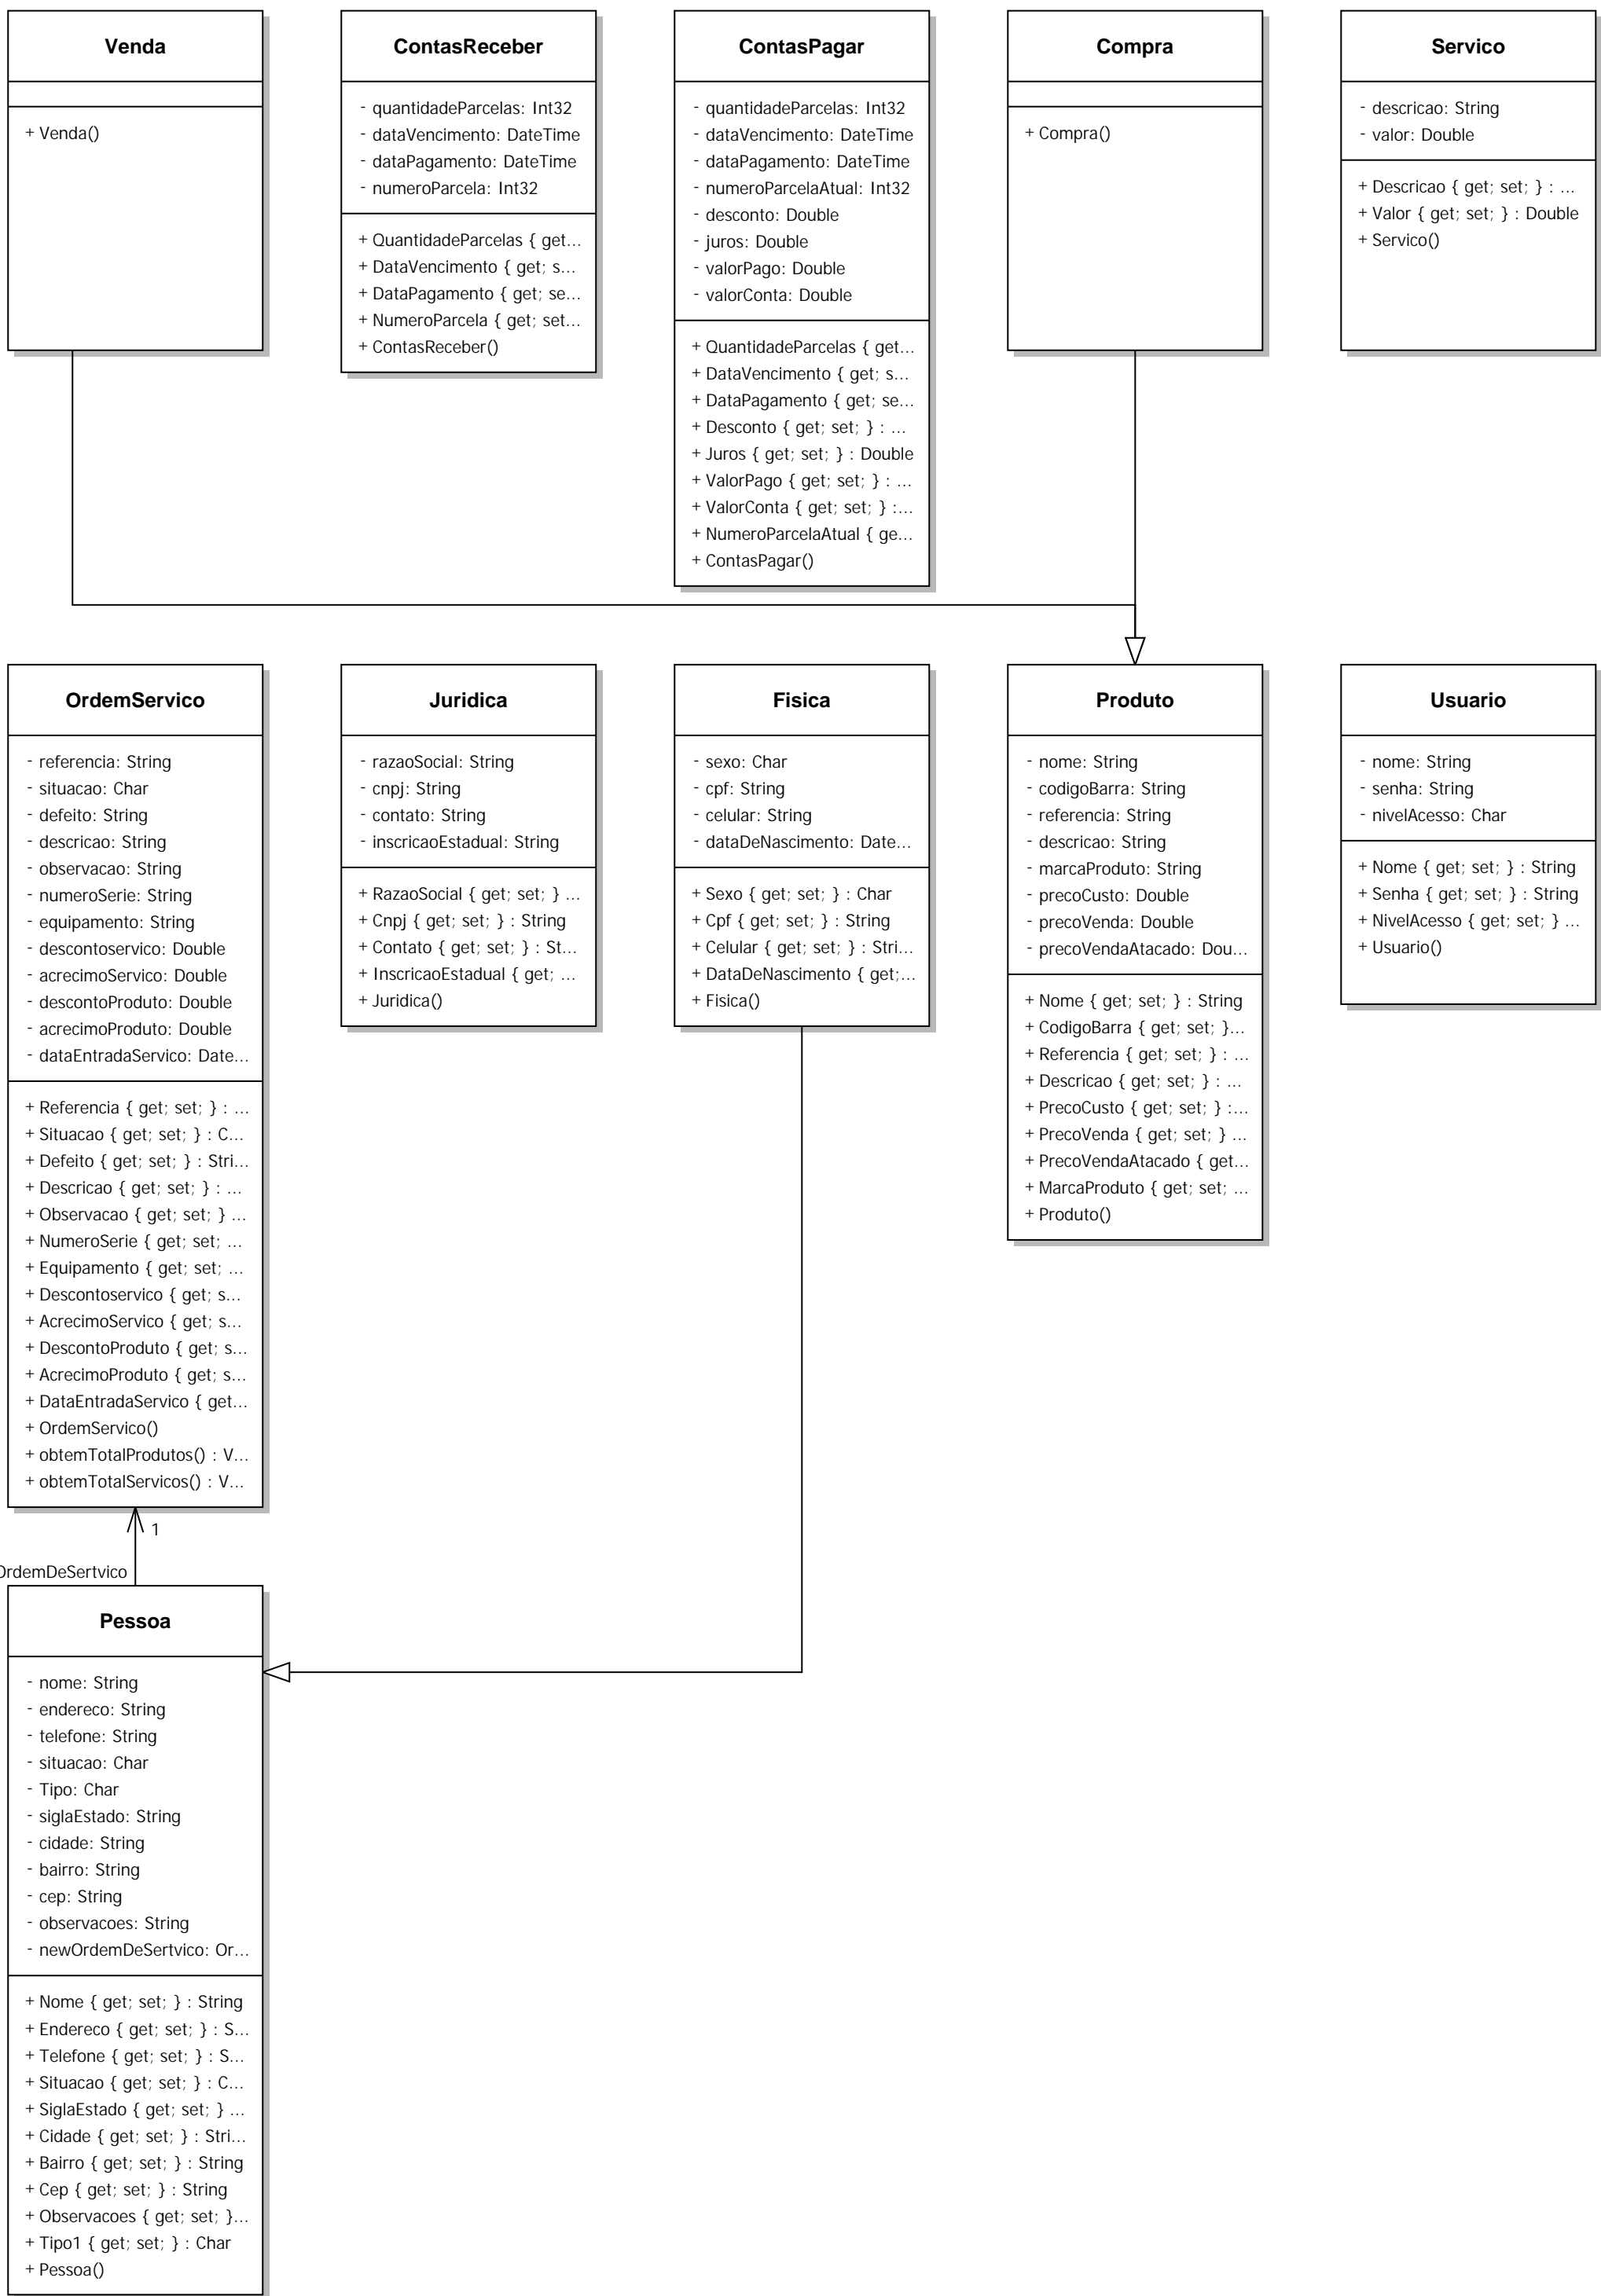 Venda
+ Venda()
ContasReceber
- quantidadeParcelas: Int32
- dataVencimento: DateTime
- dataPagamento: DateTime
- numeroParcela: Int32
+ QuantidadeParcelas { get...
+ DataVencimento { get; s...
+ DataPagamento { get; se...
+ NumeroParcela { get; set...
+ ContasReceber()
ContasPagar
- quantidadeParcelas: Int32
- dataVencimento: DateTime
- dataPagamento: DateTime
- numeroParcelaAtual: Int32
- desconto: Double
- juros: Double
- valorPago: Double
- valorConta: Double
+ QuantidadeParcelas { get...
+ DataVencimento { get; s...
+ DataPagamento { get; se...
+ Desconto { get; set; } : ...
+ Juros { get; set; } : Double
+ ValorPago { get; set; } : ...
+ ValorConta { get; set; } :...
+ NumeroParcelaAtual { ge...
+ ContasPagar()
Compra
+ Compra()
Servico
- descricao: String
- valor: Double
+ Descricao { get; set; } : ...
+ Valor { get; set; } : Double
+ Servico()
OrdemServico
- referencia: String
- situacao: Char
- defeito: String
- descricao: String
- observacao: String
- numeroSerie: String
- equipamento: String
- descontoservico: Double
- acrecimoServico: Double
- descontoProduto: Double
- acrecimoProduto: Double
- dataEntradaServico: Date...
+ Referencia { get; set; } : ...
+ Situacao { get; set; } : C...
+ Defeito { get; set; } : Stri...
+ Descricao { get; set; } : ...
+ Observacao { get; set; } ...
+ NumeroSerie { get; set; ...
+ Equipamento { get; set; ...
+ Descontoservico { get; s...
+ AcrecimoServico { get; s...
+ DescontoProduto { get; s...
+ AcrecimoProduto { get; s...
+ DataEntradaServico { get...
+ OrdemServico()
+ obtemTotalProdutos() : V...
+ obtemTotalServicos() : V...
Juridica
- razaoSocial: String
- cnpj: String
- contato: String
- inscricaoEstadual: String
+ RazaoSocial { get; set; } ...
+ Cnpj { get; set; } : String
+ Contato { get; set; } : St...
+ InscricaoEstadual { get; ...
+ Juridica()
Fisica
- sexo: Char
- cpf: String
- celular: String
- dataDeNascimento: Date...
+ Sexo { get; set; } : Char
+ Cpf { get; set; } : String
+ Celular { get; set; } : Stri...
+ DataDeNascimento { get;...
+ Fisica()
Produto
- nome: String
- codigoBarra: String
- referencia: String
- descricao: String
- marcaProduto: String
- precoCusto: Double
- precoVenda: Double
- precoVendaAtacado: Dou...
+ Nome { get; set; } : String
+ CodigoBarra { get; set; }...
+ Referencia { get; set; } : ...
+ Descricao { get; set; } : ...
+ PrecoCusto { get; set; } :...
+ PrecoVenda { get; set; } ...
+ PrecoVendaAtacado { get...
+ MarcaProduto { get; set; ...
+ Produto()
Usuario
- nome: String
- senha: String
- nivelAcesso: Char
+ Nome { get; set; } : String
+ Senha { get; set; } : String
+ NivelAcesso { get; set; } ...
+ Usuario()
1
OrdemDeSertvico
Pessoa
- nome: String
- endereco: String
- telefone: String
- situacao: Char
- Tipo: Char
- siglaEstado: String
- cidade: String
- bairro: String
- cep: String
- observacoes: String
- newOrdemDeSertvico: Or...
+ Nome { get; set; } : String
+ Endereco { get; set; } : S...
+ Telefone { get; set; } : S...
+ Situacao { get; set; } : C...
+ SiglaEstado { get; set; } ...
+ Cidade { get; set; } : Stri...
+ Bairro { get; set; } : String
+ Cep { get; set; } : String
+ Observacoes { get; set; }...
+ Tipo1 { get; set; } : Char
+ Pessoa()